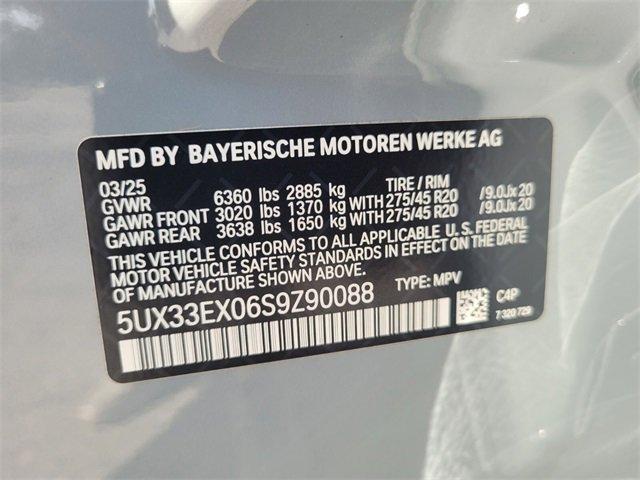 MFD BY BAYERISCHE MOTOREN WERKE AG
03/25 TIRE / RIM
GVWR 6360 lbs 2885 kg
GAWR FRONT 3020 lbs 1370 kg WITH 275/45 R20 /9.0Jx20
GAWR REAR 3638 lbs 1650 kg WITH 275/45 R20 /9.0Jx20
THIS VEHICLE CONFORMS TO ALL APPLICABLE U.S. FEDERAL
MOTOR VEHICLE SAFETY STANDARDS IN EFFECT ON THE DATE
OF MANUFACTURE SHOWN ABOVE.
5UX33EX06S9Z90088 TYPE: MPV
C4P
7 320 729